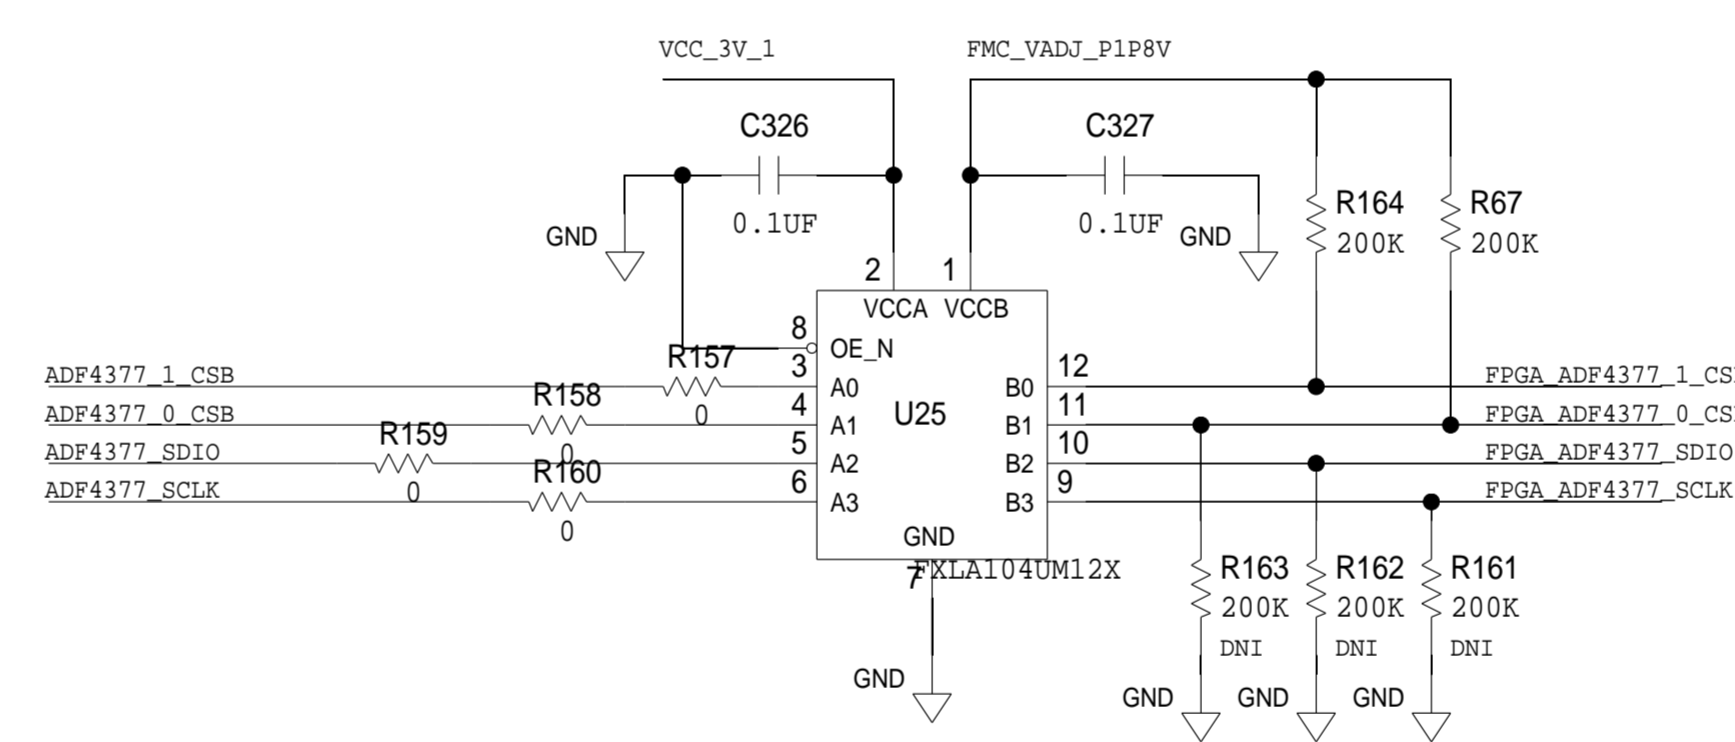 VCC_3V_1
FMC_VADJ_P1P8V
C326
C327
0.1UF
0.1UF
R164
200K
R67
200K
GND
GND
2
1
VCCA
VCCB
8
OE_N
R157
3
12
ADF4377_1_CSB
A0
B0
FPGA_ADF4377_1_CS
0
R158
4
11
ADF4377_0_CSB
A1
U25
B1
FPGA_ADF4377_0_CS
0
R159
5
10
ADF4377_SDIO
A2
B2
FPGA_ADF4377_SDIO
0
R160
6
9
ADF4377_SCLK
A3
B3
FPGA_ADF4377_SCLK
0
GND
7
FXLA104UM12X
R163
200K
DNI
R162
200K
DNI
R161
200K
DNI
GND
GND
GND
GND